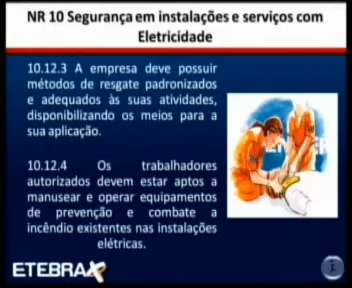 NR 10 Segurança em instalações e serviços com
Eletricidade
10.12.3 A empresa deve possuir
métodos de resgate padronizados
e adequados às suas atividades,
disponibilizando os meios para a
sua aplicação.
10.12.4 Os trabalhadores
autorizados devem estar aptos a
manusear e operar equipamentos
de prevenção e combate a
incêndio existentes nas instalações
elétricas.
ETEBRAX